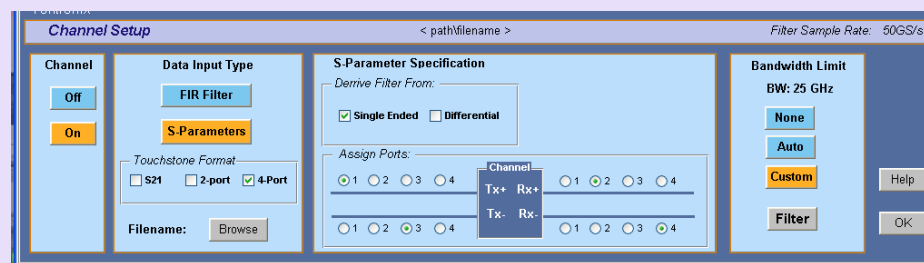 Channel Setup
< path\filename >
Filter Sample Rate: 50GS/s
Channel
Off
On
Data Input Type
FIR Filter
S-Parameters
Touchstone Format
S21 2-port 4-Port
Filename: Browse
S-Parameter Specification
Derrive Filter From:
Single Ended Differential
Assign Ports:
1 2 3 4
Channel
Tx+ Rx+
1 2 3 4
Tx- Rx-
1 2 3 4
1 2 3 4
Bandwidth Limit
BW: 25 GHz
None
Auto
Custom
Filter
Help
OK